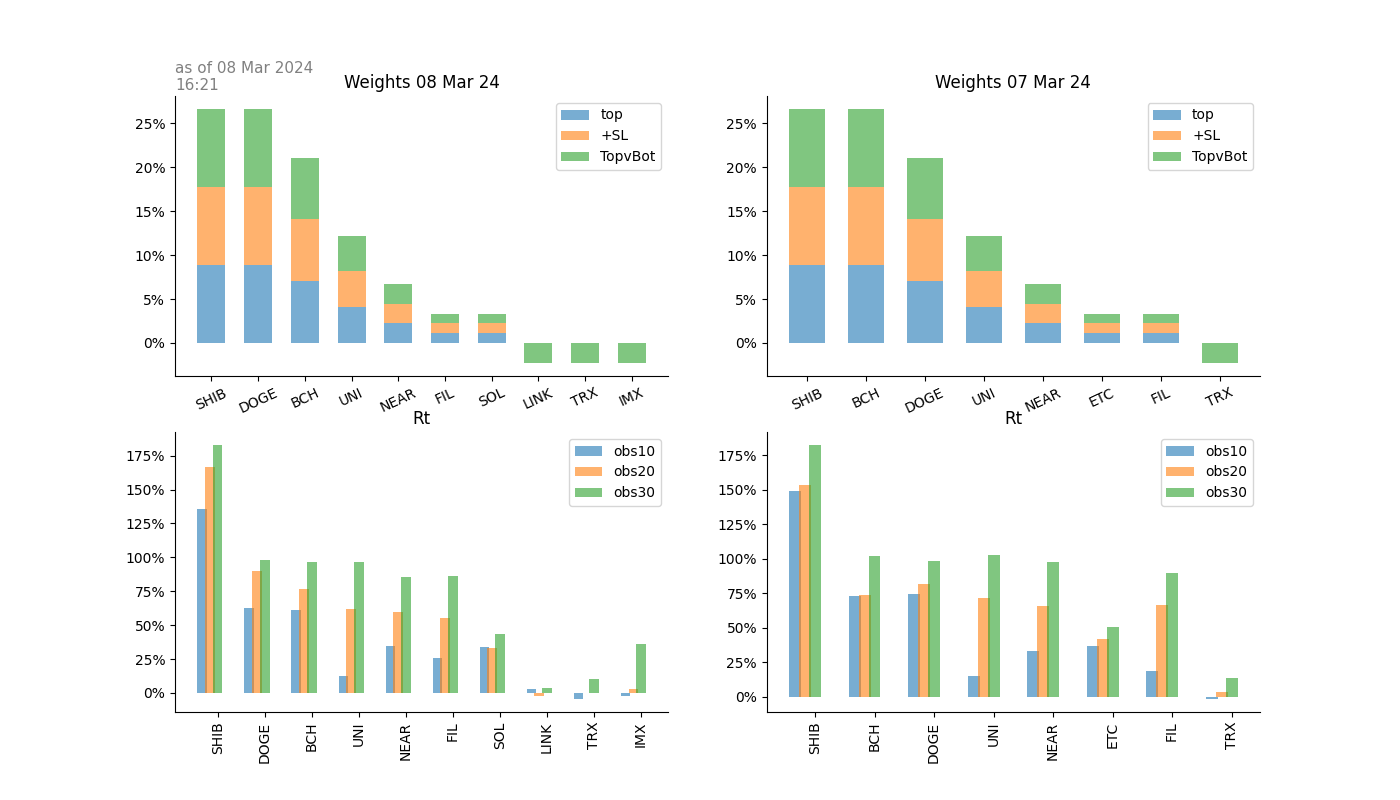 as of 08 Mar 2024
16:21
Weights 08 Mar 24
25%
20%
15%
10%
5%
0%
top
+SL
TopvBot
SHIB
DOGE
BCH
UNI
NEAR
FIL
SOL
LINK
TRX
IMX
Weights 07 Mar 24
25%
20%
15%
10%
5%
0%
top
+SL
TopvBot
SHIB
BCH
DOGE
UNI
NEAR
ETC
FIL
TRX
Rt
175%
150%
125%
100%
75%
50%
25%
0%
obs10
obs20
obs30
SHIB
DOGE
BCH
UNI
NEAR
FIL
SOL
LINK
TRX
IMX
Rt
175%
150%
125%
100%
75%
50%
25%
0%
obs10
obs20
obs30
SHIB
BCH
DOGE
UNI
NEAR
ETC
FIL
TRX